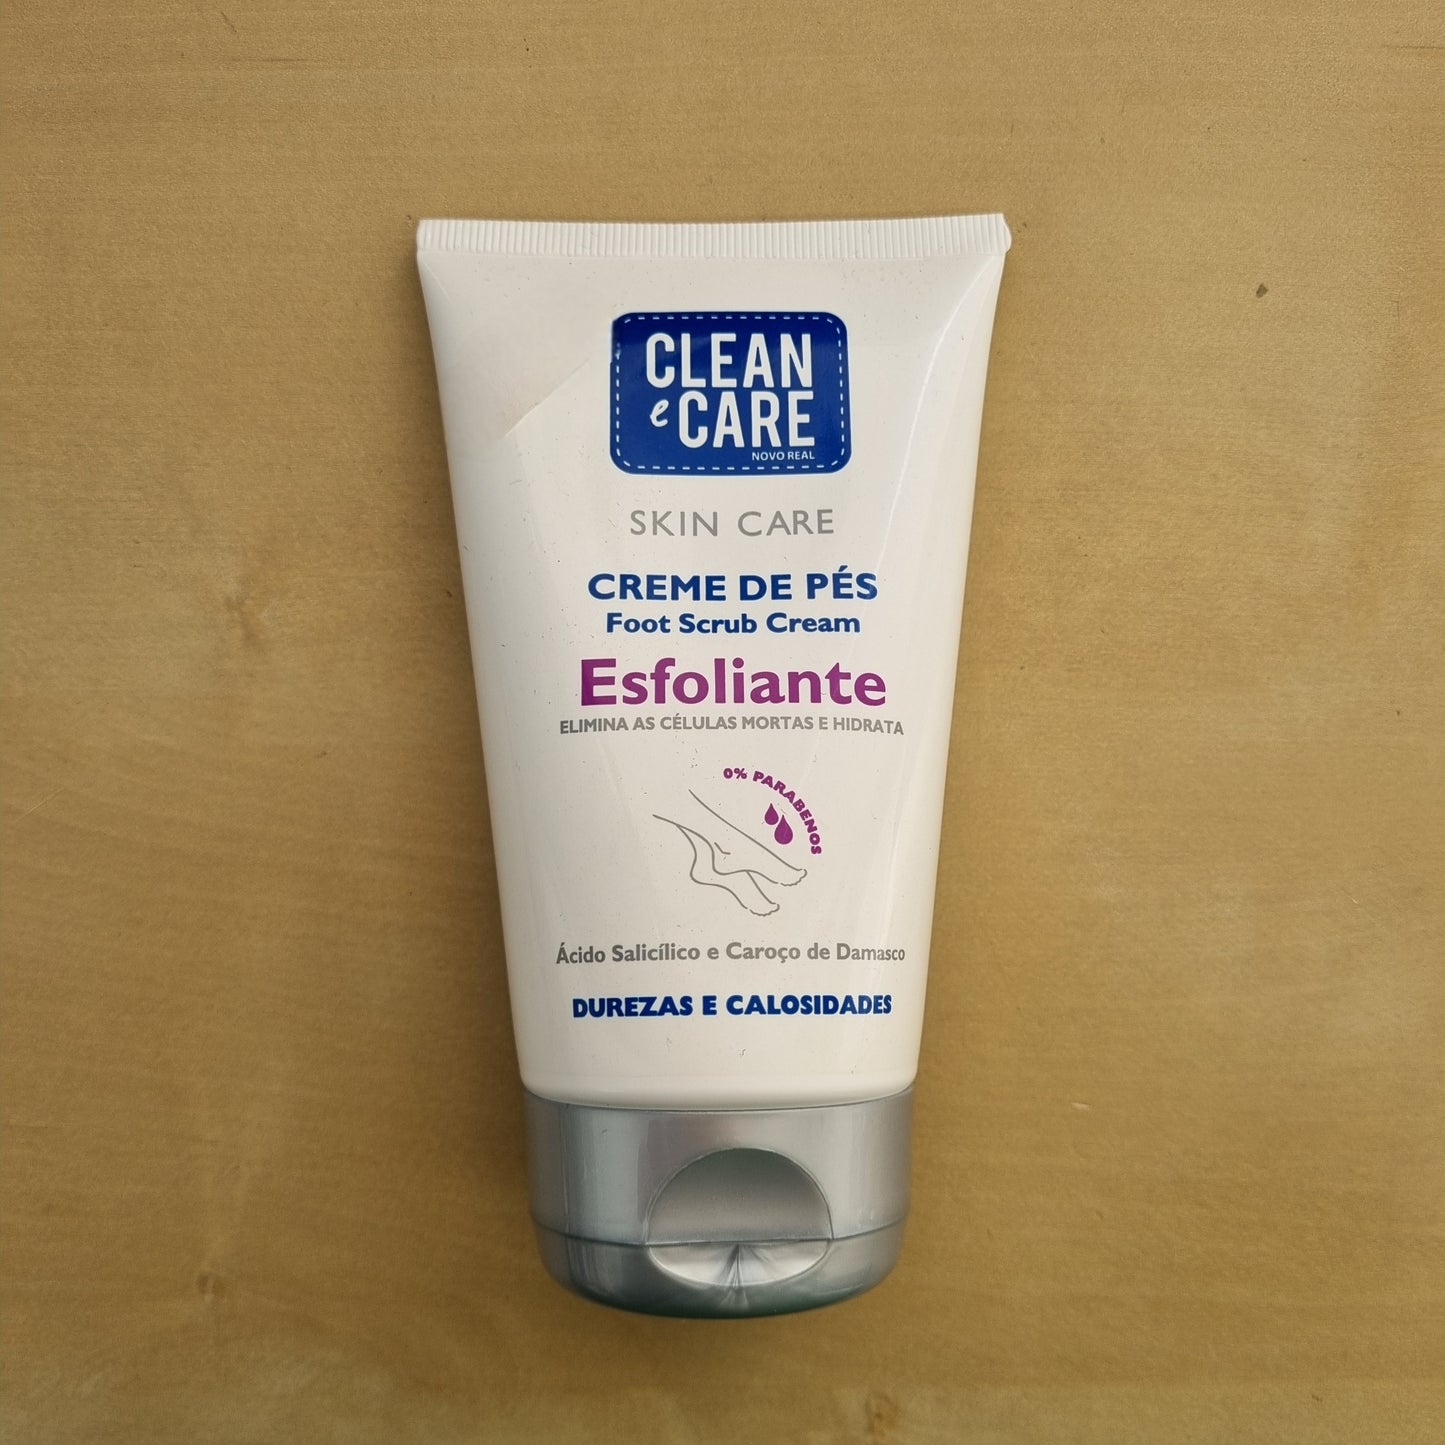 CLEAN
e CARE
NOVO REAL
SKIN CARE
CREME DE PÉS
Foot Scrub Cream
Esfoliante
ELIMINA AS CÉLULAS MORTAS E HIDRATA
0% PARABENOS
Ácido Salicílico e Caroço de Damasco
DUREZAS E CALOSIDADES